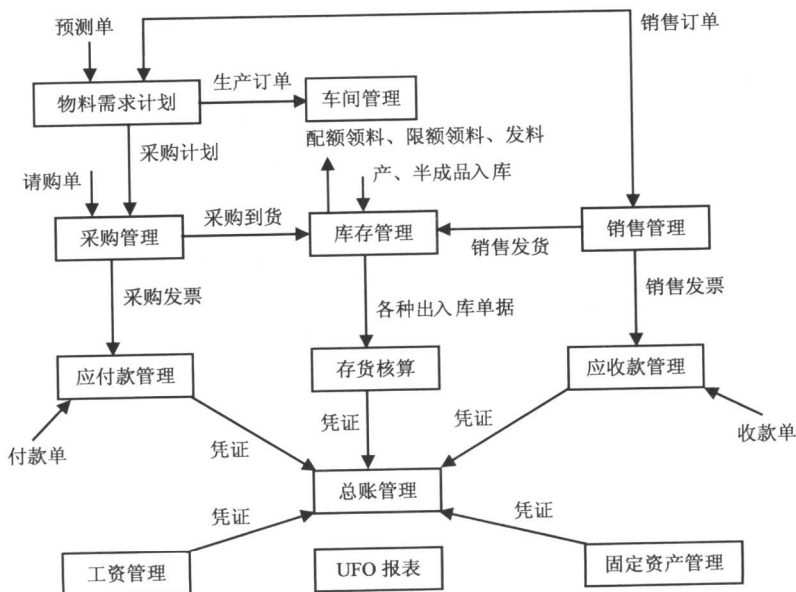 预测单
销售订单
生产订单
物料需求计划
车间管理
配额领料、限额领料、发料
采购计划
请购单
产、半成品入库
采购到货
采购管理
库存管理
销售管理
销售发货
采购发票
各种出入库单据
销售发票
应付款管理
存货核算
应收款管理
付款单
凭证
凭证
凭证
收款单
总账管理
凭证
凭证
工资管理
UFO 报表
固定资产管理